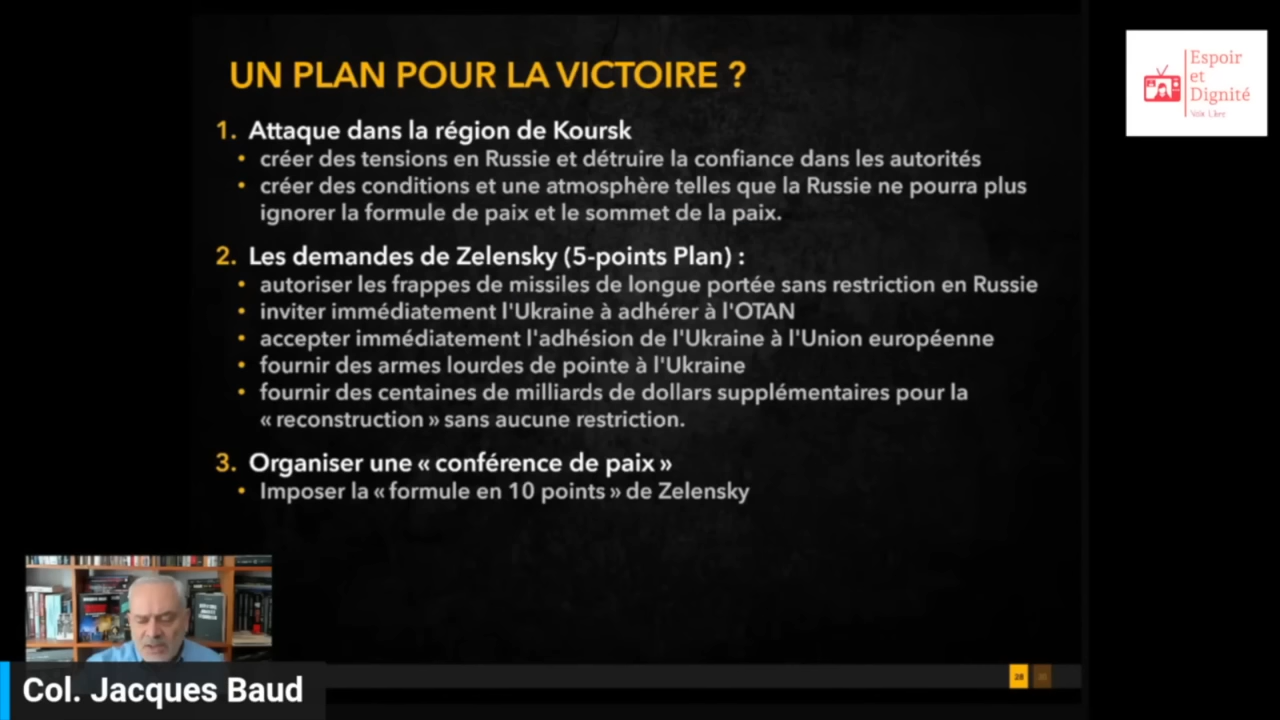 UN PLAN POUR LA VICTOIRE ?
1. Attaque dans la région de Koursk
• créer des tensions en Russie et détruire la confiance dans les autorités
• créer des conditions et une atmosphère telles que la Russie ne pourra plus
ignorer la formule de paix et le sommet de la paix.
2. Les demandes de Zelensky (5-points Plan) :
• autoriser les frappes de missiles de longue portée sans restriction en Russie
• inviter immédiatement l'Ukraine à adhérer à l'OTAN
• accepter immédiatement l'adhésion de l'Ukraine à l'Union européenne
• fournir des armes lourdes de pointe à l'Ukraine
• fournir des centaines de milliards de dollars supplémentaires pour la
« reconstruction » sans aucune restriction.
3. Organiser une « conférence de paix »
• Imposer la « formule en 10 points » de Zelensky
Espoir
et
Dignité
Col. Jacques Baud
28